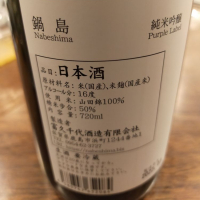 鍋島
Nabeshima
純米吟醸
Purple Label
品目:日本酒
原材料名:米(国産)、米麹(国産米)
アルコール分:16度
使用米:山田錦100%
精米歩合:50%
内容量:720ml
富久千代酒造有限会社